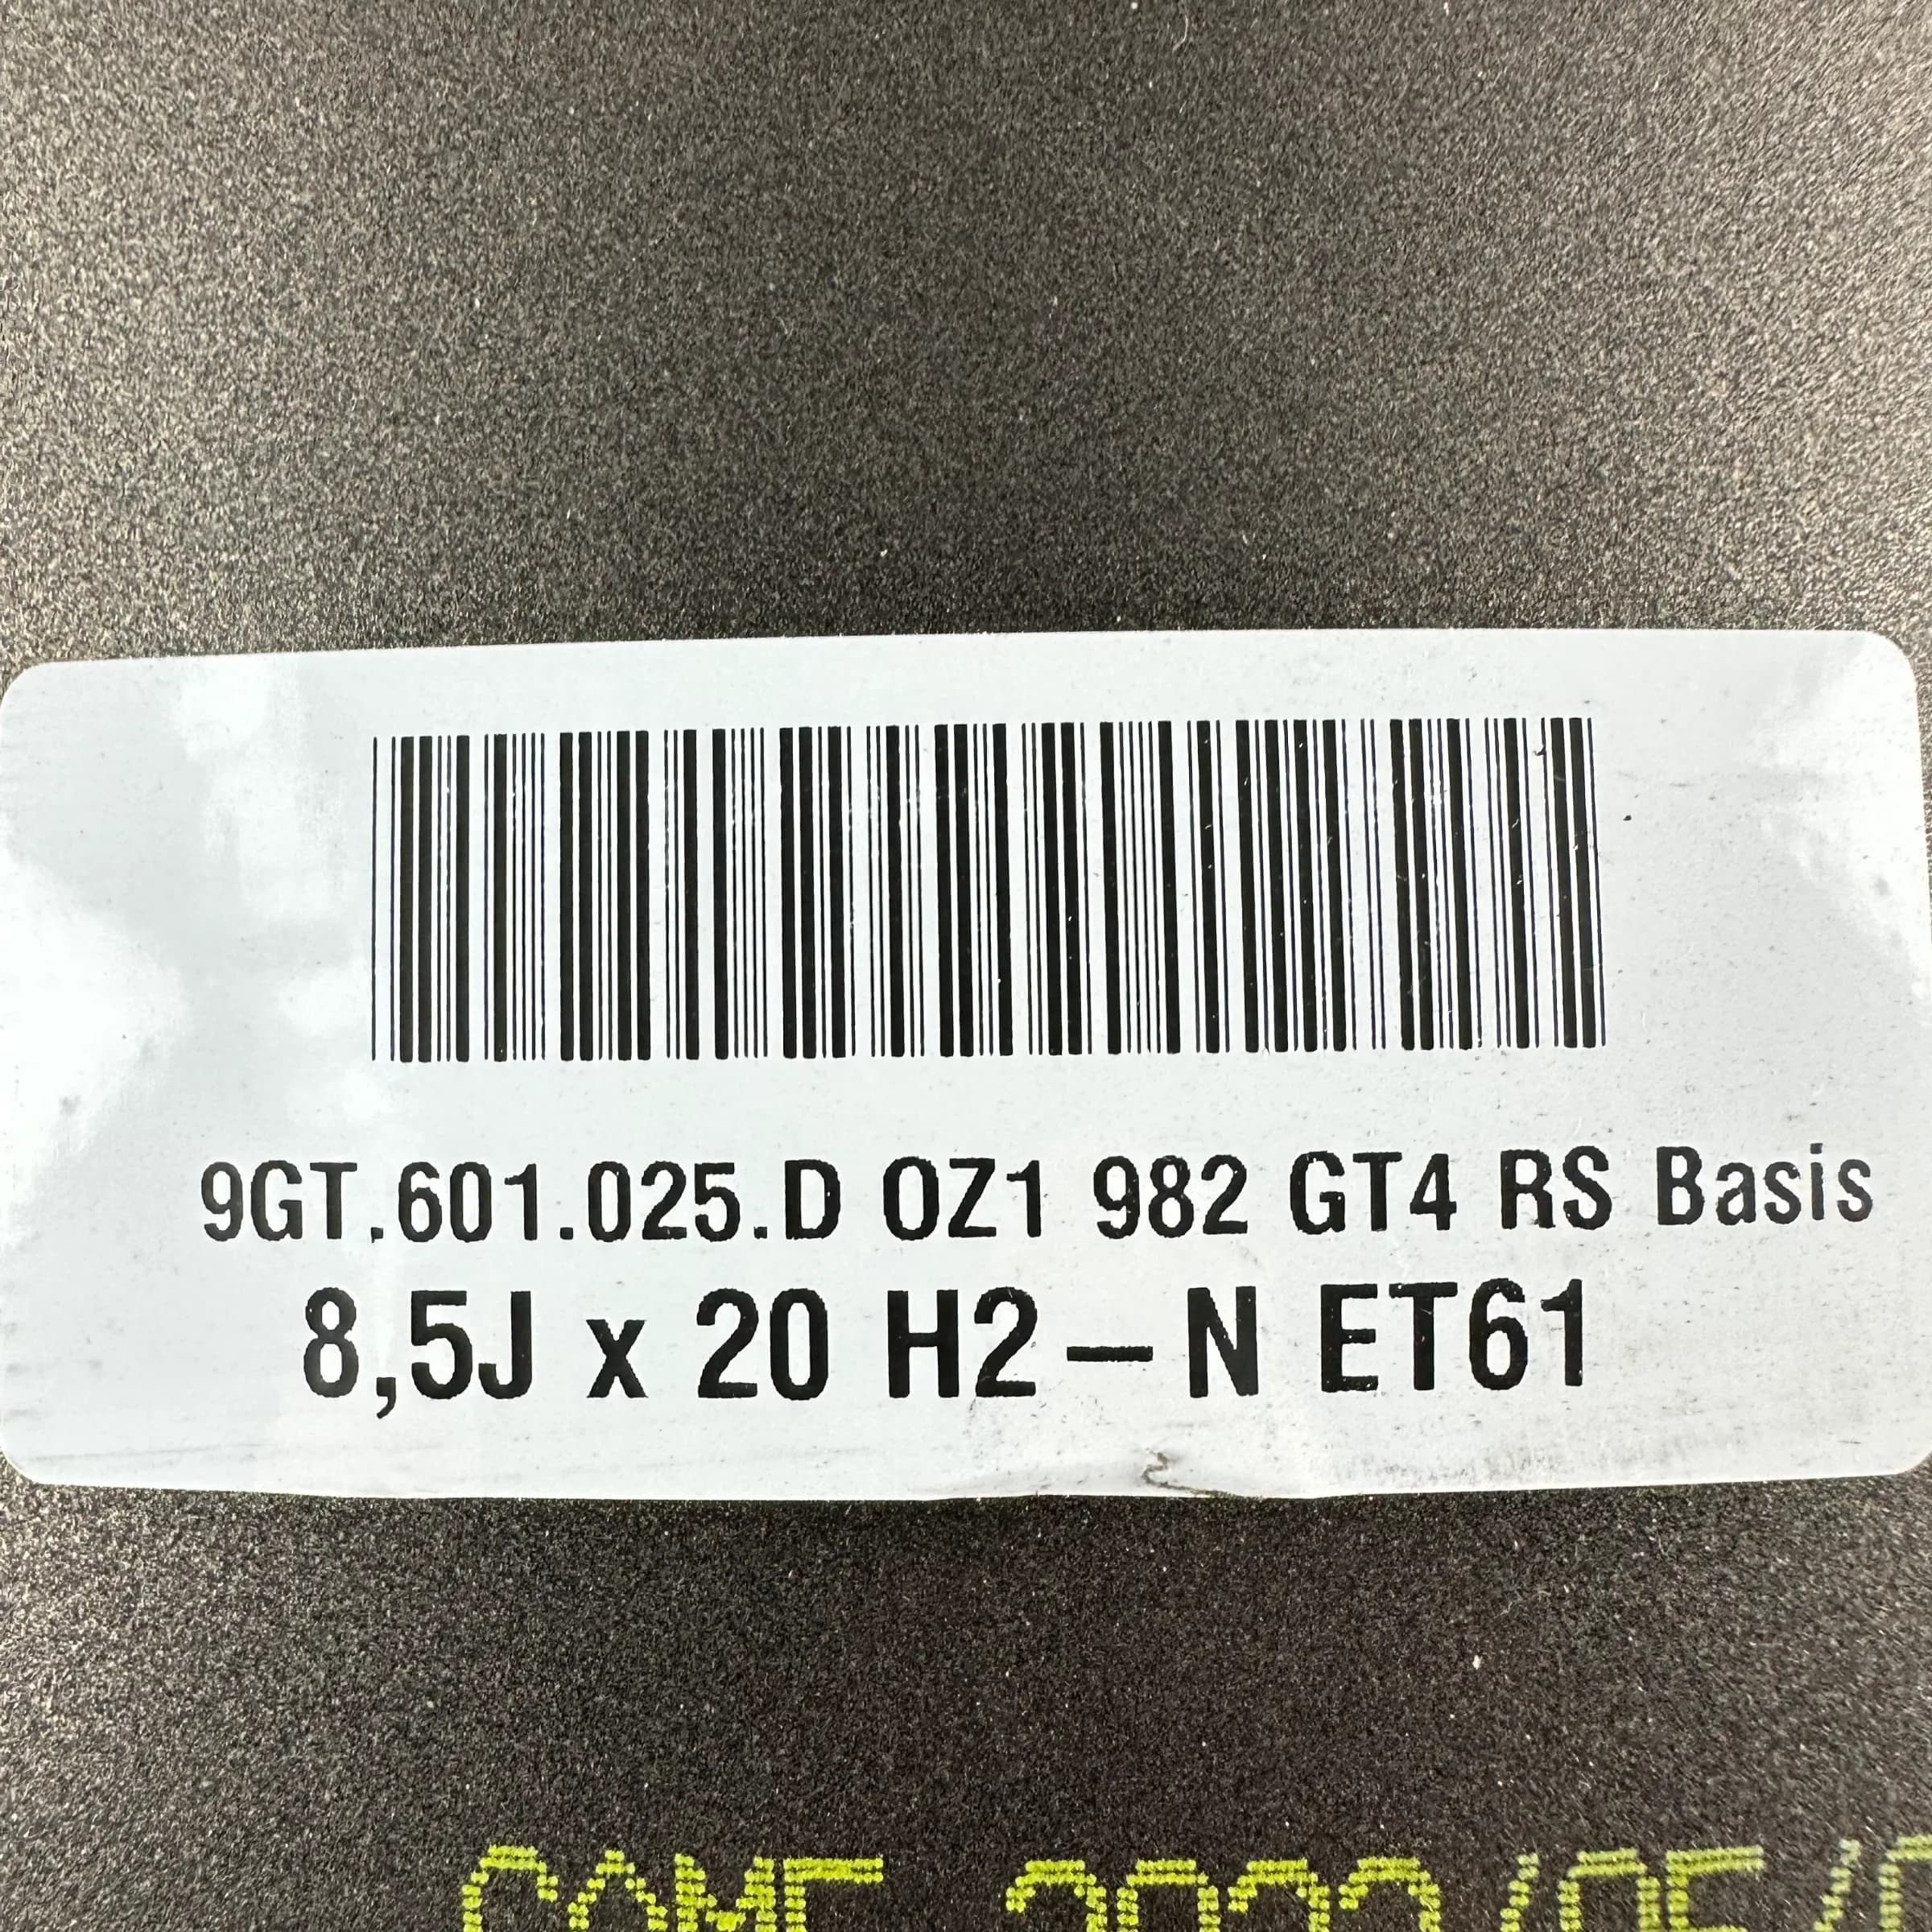 9GT.601.025.D OZ1 982 GT4 RS Basis
8,5J x 20 H2-N ET61